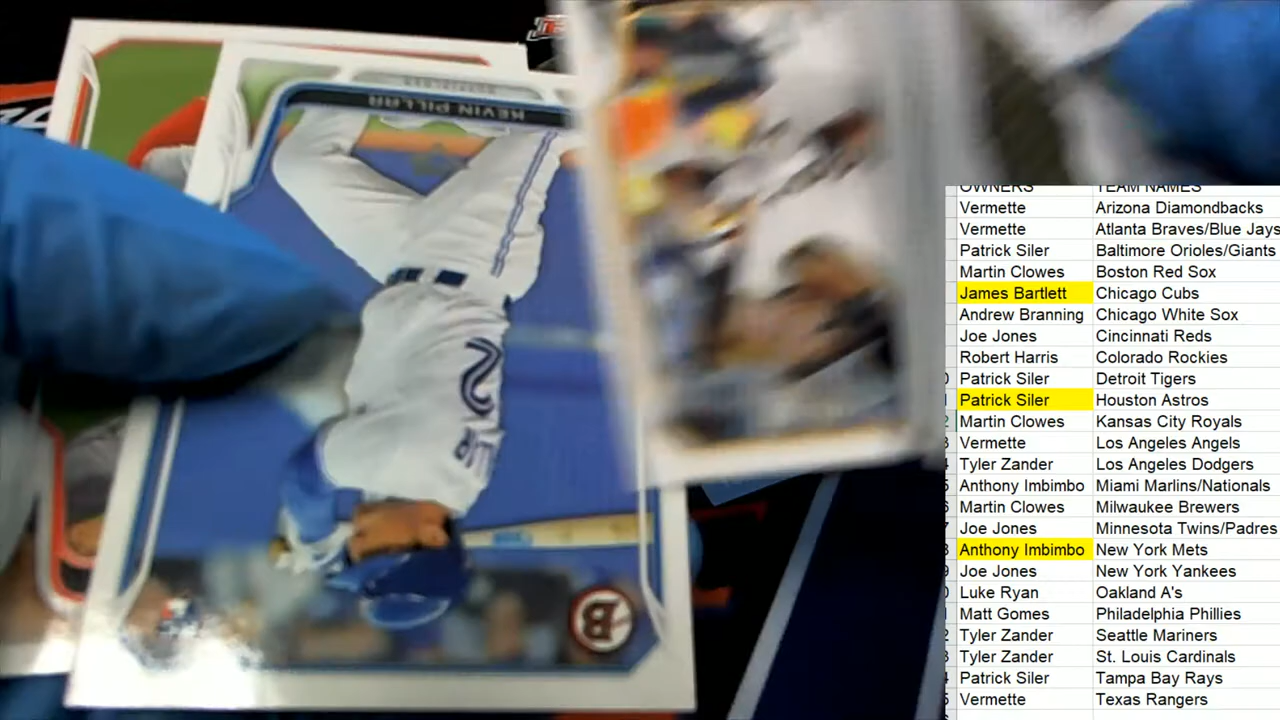 OUTFIELDER
KEVIN PILLAR
B
OWNERS TEAM NAMES
Vermette Arizona Diamondbacks
Vermette Atlanta Braves/Blue Jays
Patrick Siler Baltimore Orioles/Giants
Martin Clowes Boston Red Sox
James Bartlett Chicago Cubs
Andrew Branning Chicago White Sox
Joe Jones Cincinnati Reds
Robert Harris Colorado Rockies
Patrick Siler Detroit Tigers
Patrick Siler Houston Astros
Martin Clowes Kansas City Royals
Vermette Los Angeles Angels
Tyler Zander Los Angeles Dodgers
Anthony Imbimbo Miami Marlins/Nationals
Martin Clowes Milwaukee Brewers
Joe Jones Minnesota Twins/Padres
Anthony Imbimbo New York Mets
Joe Jones New York Yankees
Luke Ryan Oakland A's
Matt Gomes Philadelphia Phillies
Tyler Zander Seattle Mariners
Tyler Zander St. Louis Cardinals
Patrick Siler Tampa Bay Rays
Vermette Texas Rangers